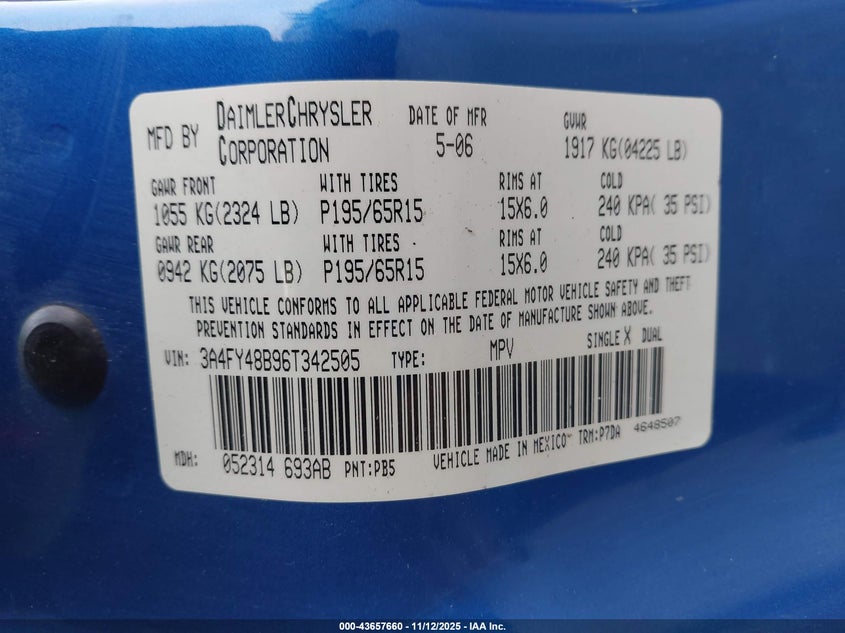 MFD BY DAIMLERCHRYSLER CORPORATION DATE OF MFR 5-06 GVWR 1917 KG(04225 LB)
GAWR FRONT WITH TIRES RIMS AT COLD
1055 KG(2324 LB) P195/65R15 15X6.0 240 KPA( 35 PSI)
GAWR REAR WITH TIRES RIMS AT COLD
0942 KG(2075 LB) P195/65R15 15X6.0 240 KPA( 35 PSI)
THIS VEHICLE CONFORMS TO ALL APPLICABLE FEDERAL MOTOR VEHICLE SAFETY AND THEFT
PREVENTION STANDARDS IN EFFECT ON THE DATE OF MANUFACTURE SHOWN ABOVE.
VIN: 3A4FY48B96T342505 TYPE: MPV SINGLE X DUAL
MDH: 052314 693AB PNT:PB5 VEHICLE MADE IN MEXICO TRM:P7DA 4648507
000-43657660 - 11/12/2025 - IAA Inc.